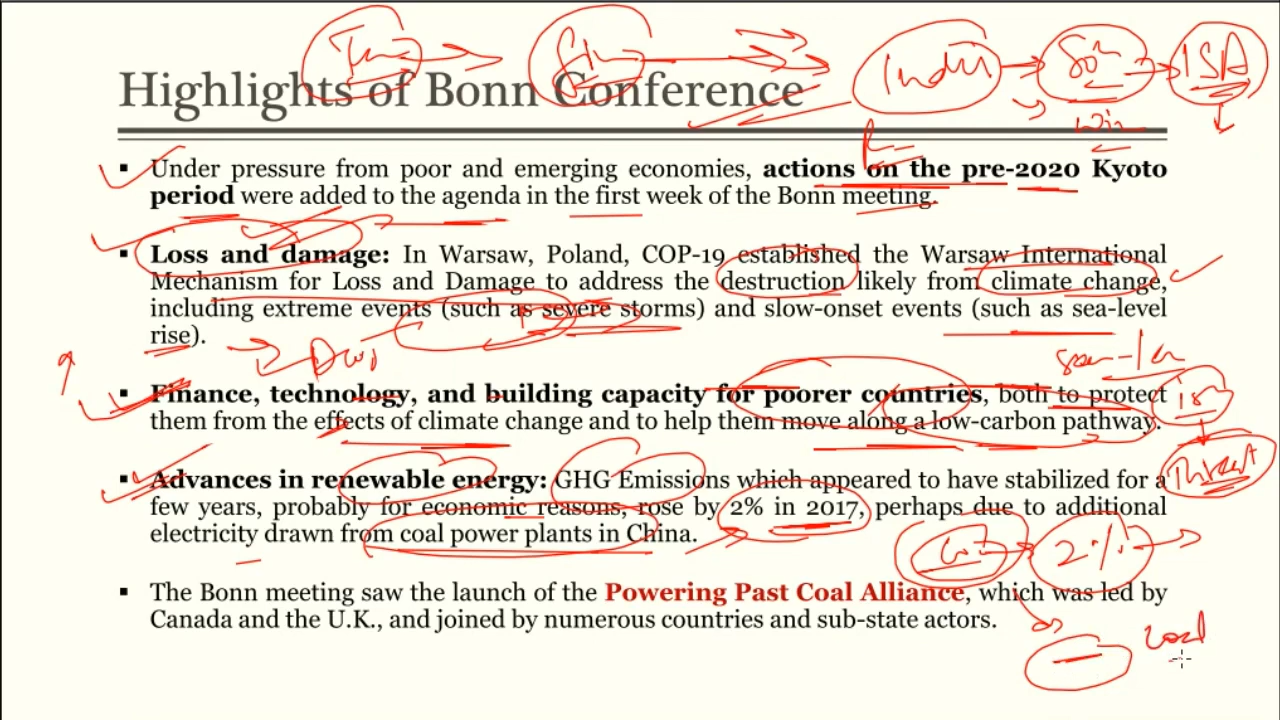 India → Son → ISA
Highlights of Bonn Conference
▪ Under pressure from poor and emerging economies, actions on the pre-2020 Kyoto
period were added to the agenda in the first week of the Bonn meeting.
▪ Loss and damage: In Warsaw, Poland, COP-19 established the Warsaw International
Mechanism for Loss and Damage to address the destruction likely from climate change,
including extreme events (such as severe storms) and slow-onset events (such as sea-level
rise).
▪ Finance, technology, and building capacity for poorer countries, both to protect
them from the effects of climate change and to help them move along a low-carbon pathway.
Threat
▪ Advances in renewable energy: GHG Emissions which appeared to have stabilized for a
few years, probably for economic reasons, rose by 2% in 2017, perhaps due to additional
electricity drawn from coal power plants in China.
2%
▪ The Bonn meeting saw the launch of the Powering Past Coal Alliance, which was led by
Canada and the U.K., and joined by numerous countries and sub-state actors.
coal